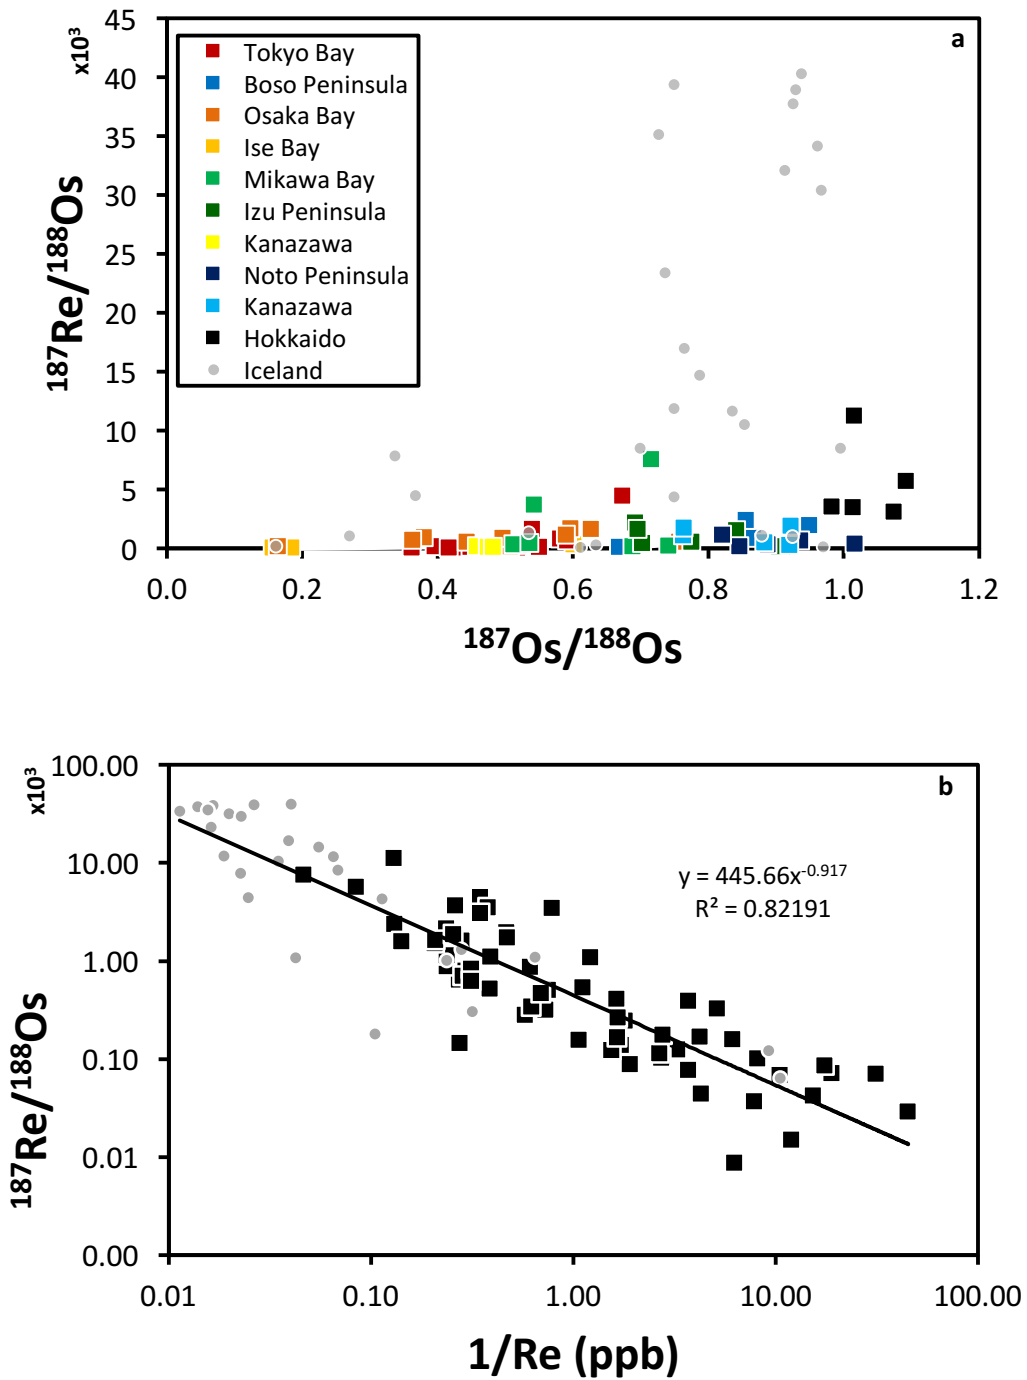 x10³
45
40
35
30
25
20
15
10
5
0
a
Tokyo Bay
Boso Peninsula
Osaka Bay
Ise Bay
Mikawa Bay
Izu Peninsula
Kanazawa
Noto Peninsula
Kanazawa
Hokkaido
Iceland
¹⁸⁷Re/¹⁸⁸Os
0.0 0.2 0.4 0.6 0.8 1.0 1.2
¹⁸⁷Os/¹⁸⁸Os
x10³
100.00
10.00
1.00
0.10
0.01
0.00
b
y = 445.66x⁻⁰·⁹¹⁷
R² = 0.82191
¹⁸⁷Re/¹⁸⁸Os
0.01 0.10 1.00 10.00 100.00
1/Re (ppb)